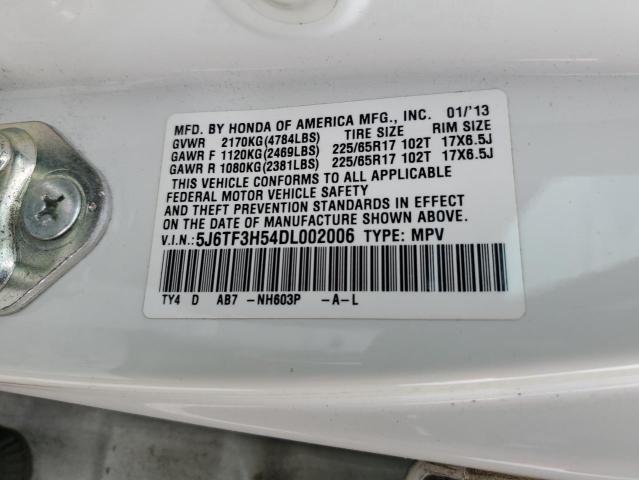 MFD. BY HONDA OF AMERICA MFG., INC. 01/'13
GVWR 2170KG(4784LBS) TIRE SIZE RIM SIZE
GAWR F 1120KG(2469LBS) 225/65R17 102T 17X6.5J
GAWR R 1080KG(2381LBS) 225/65R17 102T 17X6.5J
THIS VEHICLE CONFORMS TO ALL APPLICABLE
FEDERAL MOTOR VEHICLE SAFETY
AND THEFT PREVENTION STANDARDS IN EFFECT
ON THE DATE OF MANUFACTURE SHOWN ABOVE.
V.I.N.:5J6TF3H54DL002006 TYPE: MPV
TY4 D AB7 -NH603P -A-L